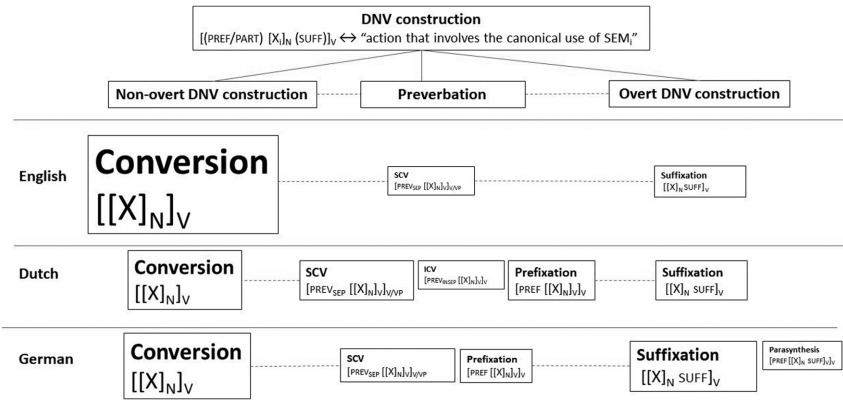 DNV construction
[(PREF/PART) [Xi]N (SUFF)]V ↔ “action that involves the canonical use of SEMi”
Non-overt DNV construction
Preverbation
Overt DNV construction
English
Conversion
[[X]N]V
SCV
[PREVSEP [[X]N]V]V/VP
Suffixation
[[X]N SUFF]V
Dutch
Conversion
[[X]N]V
SCV
[PREVSEP [[X]N]V]V/VP
ICV
[PREVINSEP [[X]N]V]V
Prefixation
[PREF [[X]N]V]V
Suffixation
[[X]N SUFF]V
German
Conversion
[[X]N]V
SCV
[PREVSEP [[X]N]V]V/VP
Prefixation
[PREF [[X]N]V]V
Suffixation
[[X]N SUFF]V
Parasynthesis
[PREF [[X]N SUFF]V]V